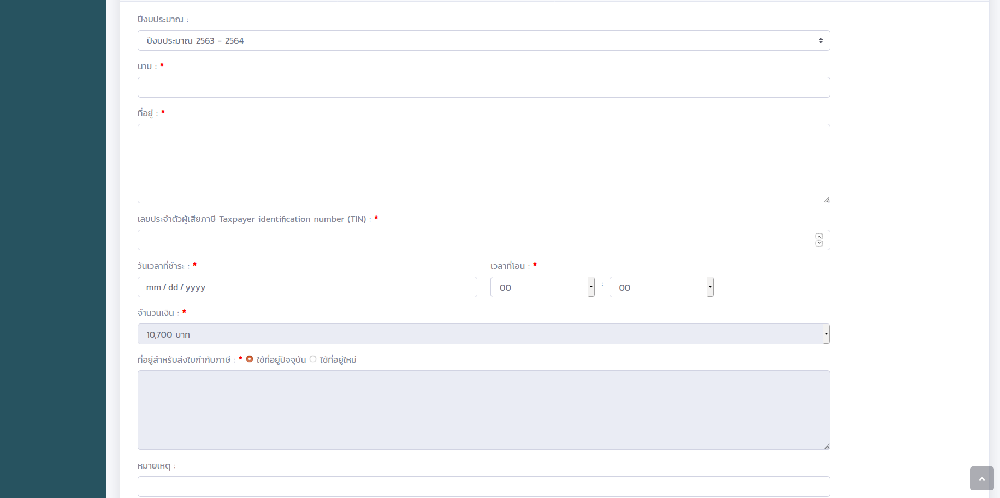 ปีงบประมาณ :
ปีงบประมาณ 2563 - 2564
นาม : *
ที่อยู่ : *
เลขประจำตัวผู้เสียภาษี Taxpayer identification number (TIN) : *
วันเวลาที่ชำระ : * เวลาที่โอน : *
mm / dd / yyyy 00 : 00
จำนวนเงิน : *
10,700 บาท
ที่อยู่สำหรับส่งใบกำกับภาษี : * ใช้ที่อยู่ปัจจุบัน ใช้ที่อยู่ใหม่
หมายเหตุ :